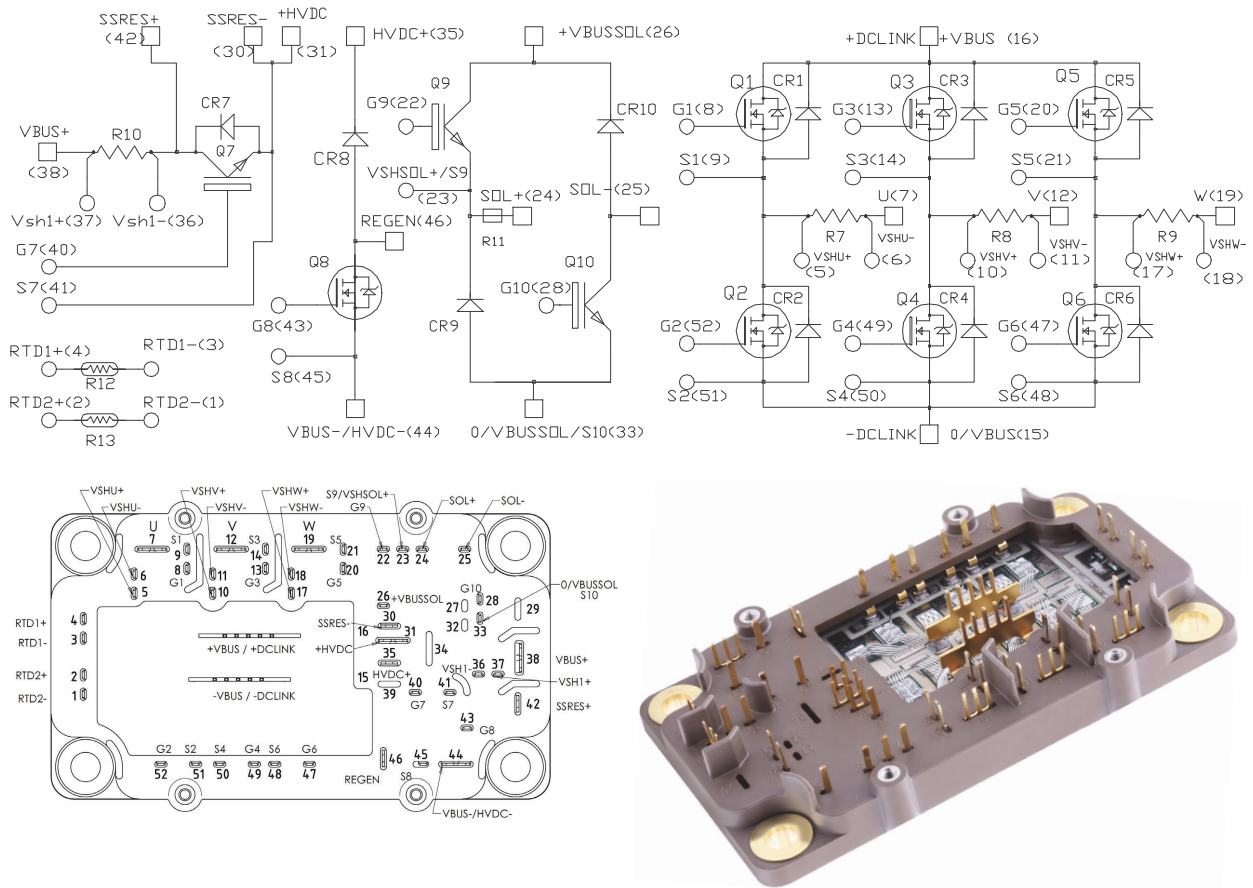 SSRES+
(42)
SSRES-
(30)
+HVDC
(31)
HVDC+(35)
+VBUSSOL(26)
+DCLINK
+VBUS (16)
CR7
Q7
VBUS+
(38)
R10
Vsh1+(37)
Vsh1-(36)
G7(40)
S7(41)
RTD1+(4)
RTD1-(3)
R12
RTD2+(2)
RTD2-(1)
R13
CR8
REGEN(46)
Q8
G8(43)
S8(45)
VBUS-/HVDC-(44)
Q9
G9(22)
VSHSOL+/S9
(23)
SOL+(24)
R11
CR9
CR10
SOL-(25)
Q10
G10(28)
0/VBUSSOL/S10(33)
Q1
CR1
G1(8)
S1(9)
Q3
CR3
G3(13)
S3(14)
Q5
CR5
G5(20)
S5(21)
U(7)
R7
VSHU+
(5)
VSHU-
(6)
V(12)
R8
VSHV+
(10)
VSHV-
(11)
W(19)
R9
VSHW+
(17)
VSHW-
(18)
Q2
CR2
G2(52)
S2(51)
Q4
CR4
G4(49)
S4(50)
Q6
CR6
G6(47)
S6(48)
-DCLINK
0/VBUS(15)
VSHU+
VSHU-
VSHV+
VSHV-
VSHW+
VSHW-
S9/VSHSOL+
G9
SOL+
SOL-
U
7
S1
9
V
12
S3
14
W
19
S5
21
22
23
24
25
6
8
G1
11
13
G3
18
20
G5
5
10
17
0/VBUSSOL
S10
26
+VBUSSOL
G10
27
28
29
RTD1+
4
SSRES-
30
32
33
RTD1-
3
16
31
+HVDC
34
+VBUS / +DCLINK
35
38
VBUS+
RTD2+
2
HVDC+
VSH1-
36
37
VSH1+
-VBUS / -DCLINK
15
39
40
41
RTD2-
1
G7
S7
42
SSRES+
43
G8
G2
S2
S4
G4
S6
G6
52
51
50
49
48
47
46
45
44
REGEN
S8
VBUS-/HVDC-